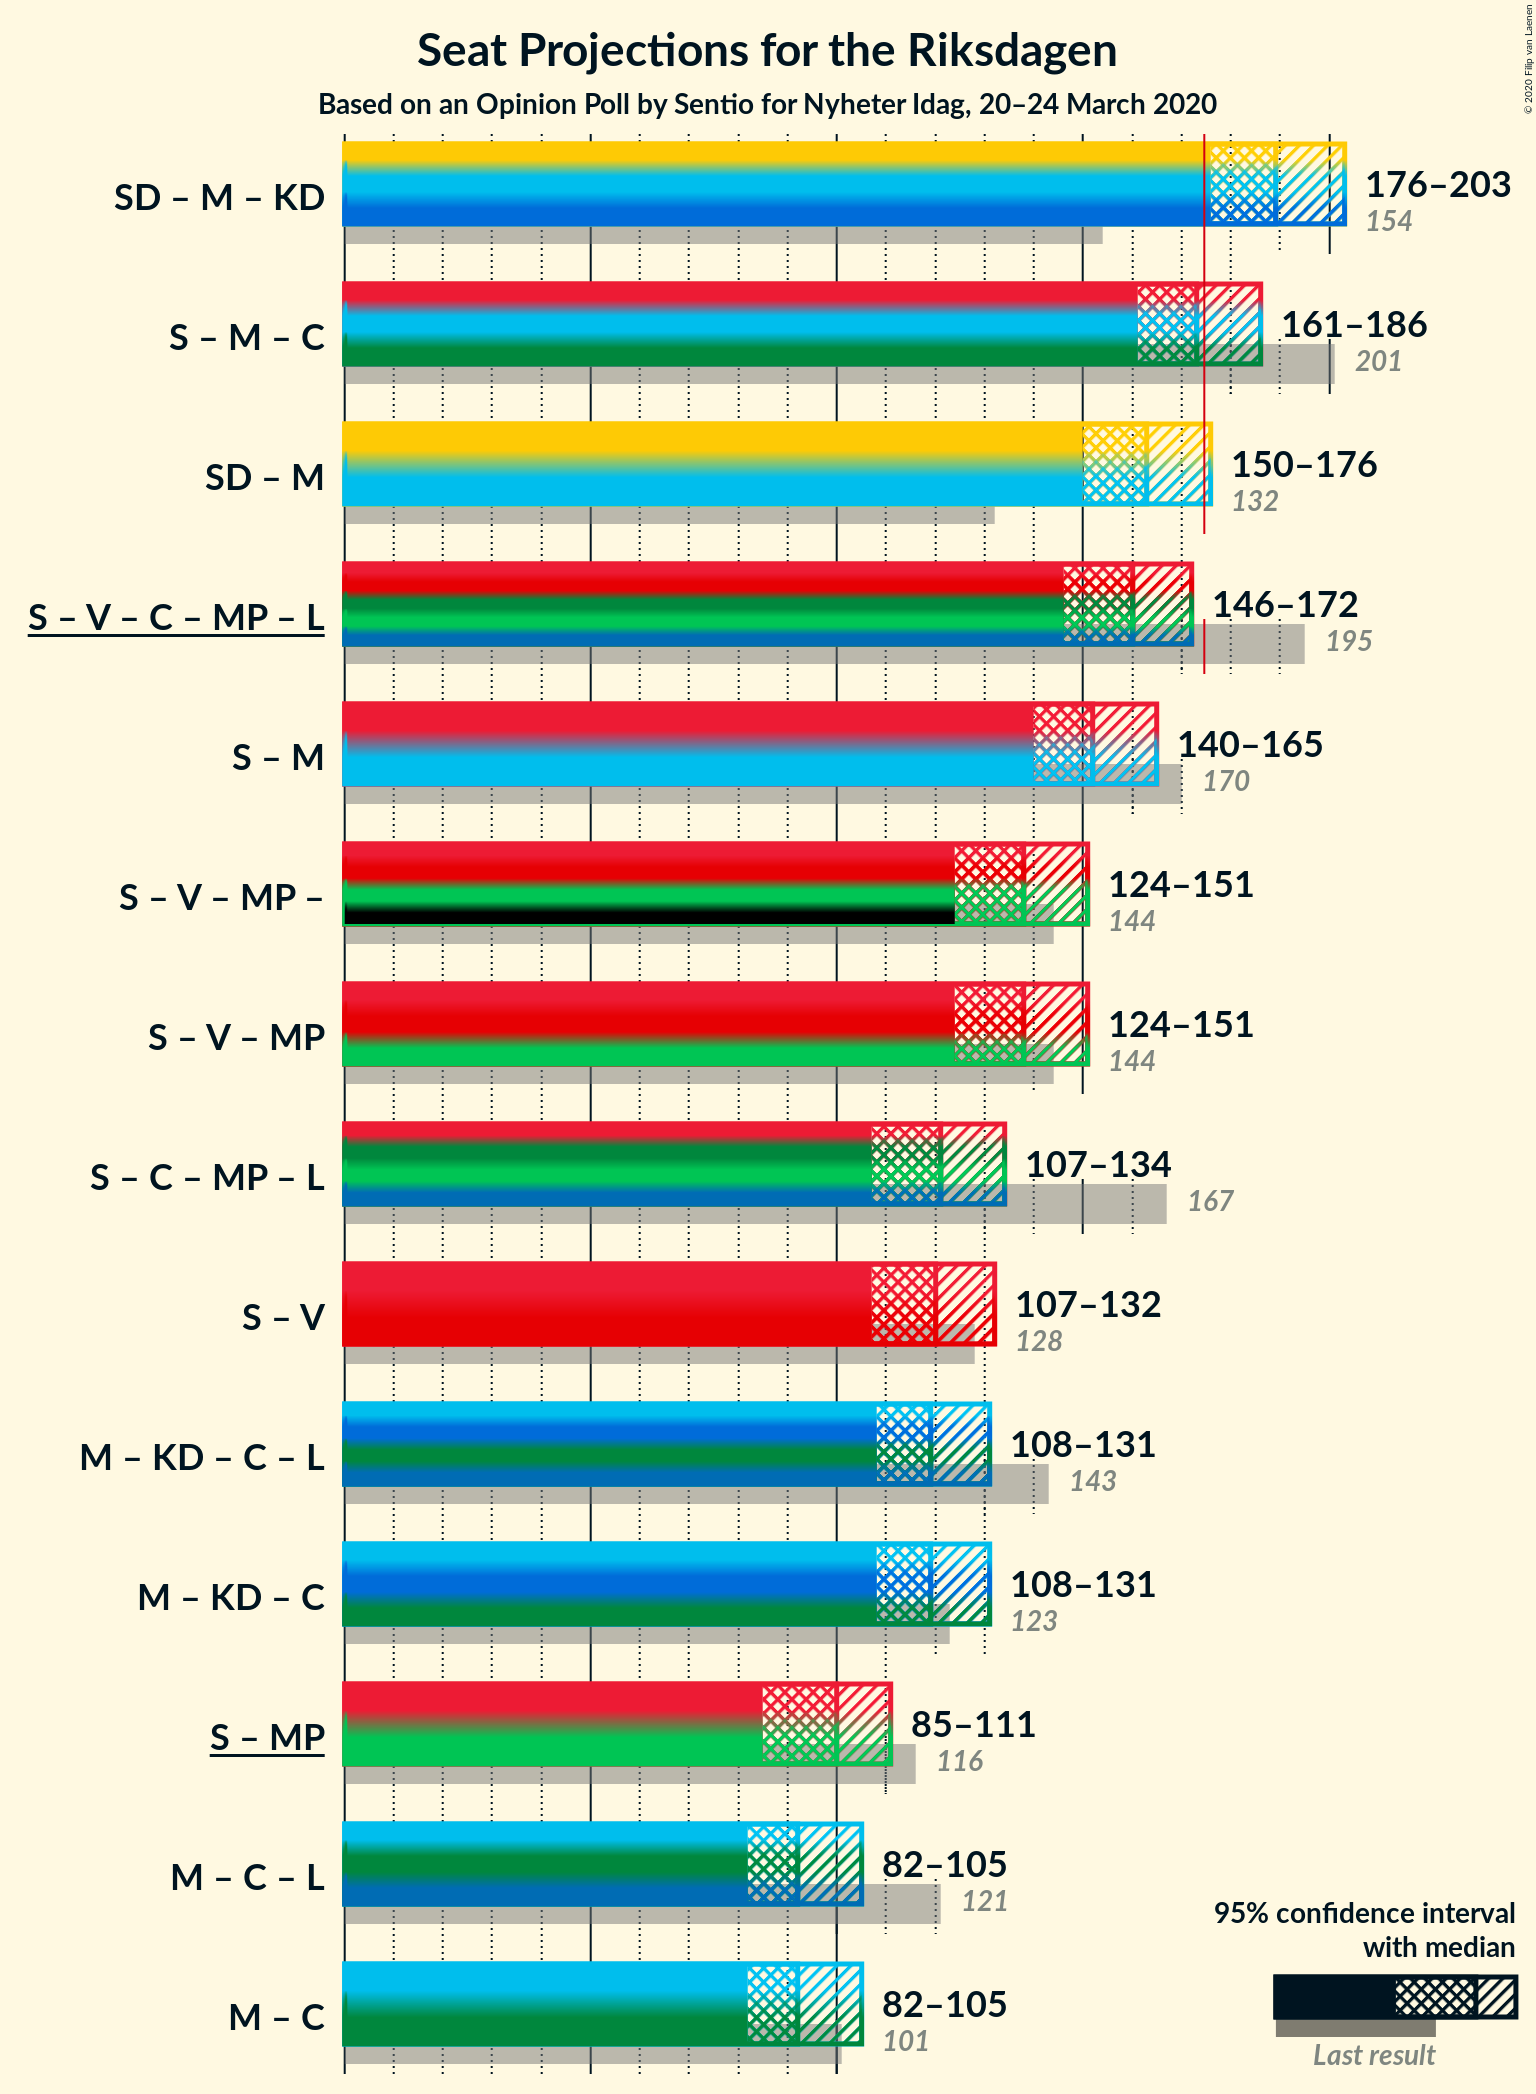 Seat Projections for the Riksdagen
Based on an Opinion Poll by Sentio for Nyheter Idag, 20–24 March 2020
© 2020 Filip van Laenen
SD – M – KD
176–203
154
S – M – C
161–186
201
SD – M
150–176
132
S – V – C – MP – L
146–172
195
S – M
140–165
170
S – V – MP –
124–151
144
S – V – MP
124–151
144
S – C – MP – L
107–134
167
S – V
107–132
128
M – KD – C – L
108–131
143
M – KD – C
108–131
123
S – MP
85–111
116
M – C – L
82–105
121
M – C
82–105
101
95% confidence interval
with median
Last result